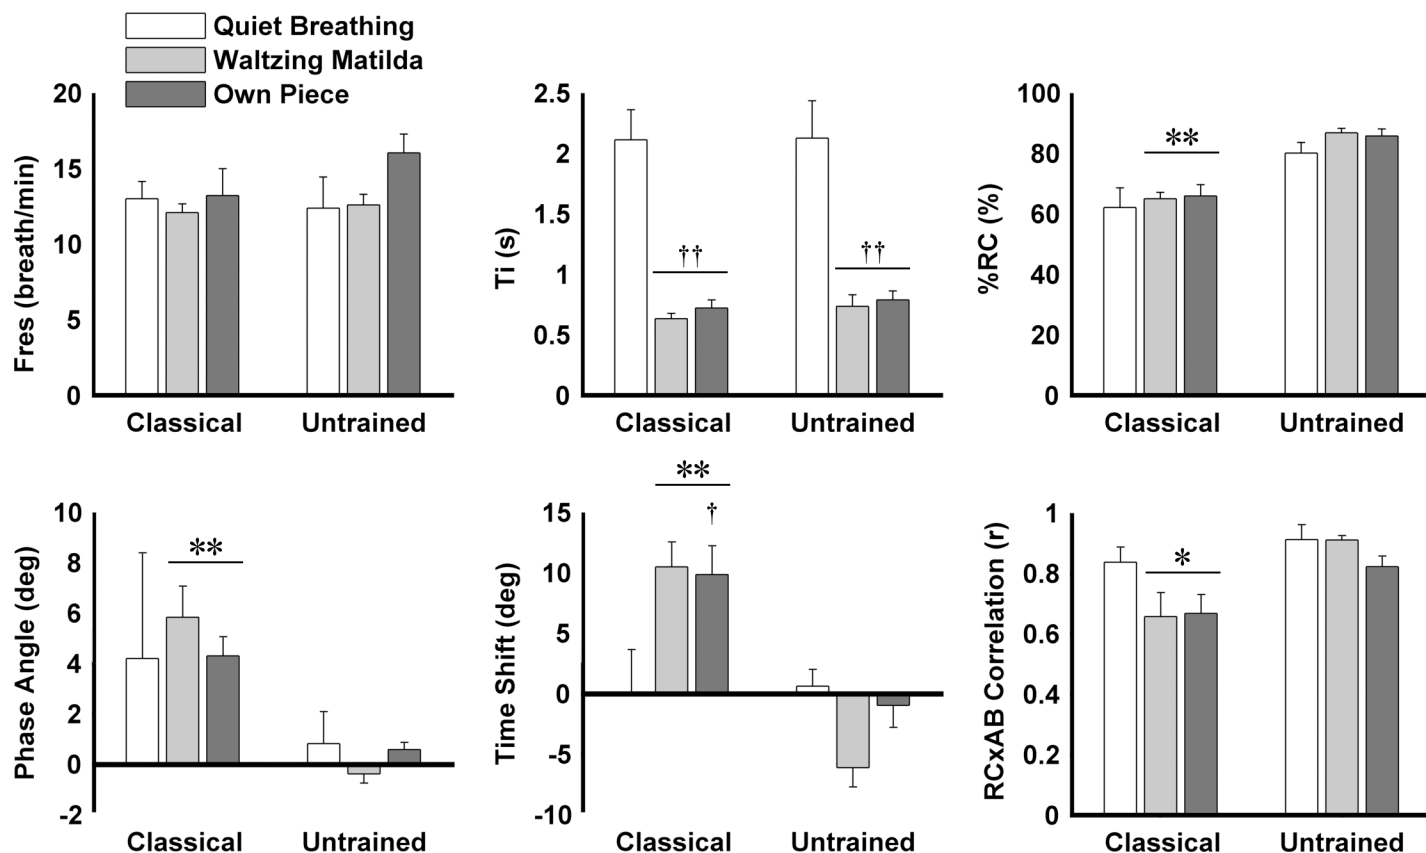 Quiet Breathing
Waltzing Matilda
Own Piece
Fres (breath/min)
20
15
10
5
0
Classical Untrained
Ti (s)
2.5
2
1.5
1
0.5
0
††
††
Classical Untrained
%RC (%)
100
80
60
40
20
0
**
Classical Untrained
Phase Angle (deg)
10
8
6
4
2
0
-2
**
Classical Untrained
Time Shift (deg)
15
10
5
0
-5
-10
**
†
Classical Untrained
RCxAB Correlation (r)
1
0.8
0.6
0.4
0.2
0
*
Classical Untrained